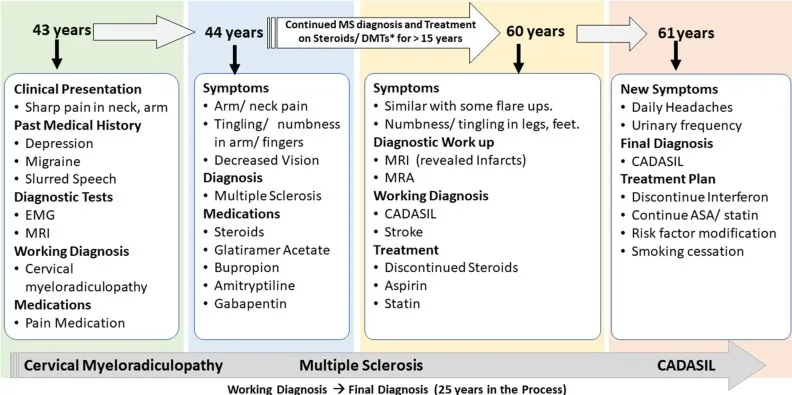 43 years
44 years
Continued MS diagnosis and Treatment
on Steroids/ DMTs* for > 15 years
60 years
61 years
Clinical Presentation
• Sharp pain in neck, arm
Past Medical History
• Depression
• Migraine
• Slurred Speech
Diagnostic Tests
• EMG
• MRI
Working Diagnosis
• Cervical
myeloradiculopathy
Medications
• Pain Medication
Symptoms
• Arm/ neck pain
• Tingling/ numbness
in arm/ fingers
• Decreased Vision
Diagnosis
• Multiple Sclerosis
Medications
• Steroids
• Glatiramer Acetate
• Bupropion
• Amitryptiline
• Gabapentin
Symptoms
• Similar with some flare ups.
• Numbness/ tingling in legs, feet.
Diagnostic Work up
• MRI (revealed Infarcts)
• MRA
Working Diagnosis
• CADASIL
• Stroke
Treatment
• Discontinued Steroids
• Aspirin
• Statin
New Symptoms
• Daily Headaches
• Urinary frequency
Final Diagnosis
• CADASIL
Treatment Plan
• Discontinue Interferon
• Continue ASA/ statin
• Risk factor modification
• Smoking cessation
Cervical Myeloradiculopathy
Multiple Sclerosis
CADASIL
Working Diagnosis → Final Diagnosis (25 years in the Process)